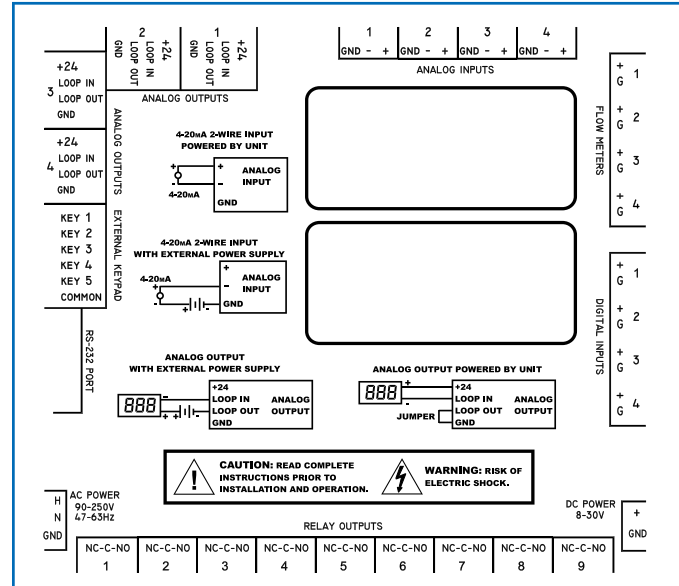 2 1
GND LOOP OUT LOOP IN +24 GND LOOP OUT LOOP IN +24
ANALOG OUTPUTS
1 2 3 4
GND - + GND - + GND - + GND - +
ANALOG INPUTS
3
+24
LOOP IN
LOOP OUT
GND
4
+24
LOOP IN
LOOP OUT
GND
ANALOG OUTPUTS
KEY 1
KEY 2
KEY 3
KEY 4
KEY 5
COMMON
EXTERNAL KEYPAD
RS-232 PORT
4-20MA 2-WIRE INPUT
POWERED BY UNIT
+ + ANALOG
- - INPUT
4-20MA
GND
4-20MA 2-WIRE INPUT
WITH EXTERNAL POWER SUPPLY
+
4-20MA - ANALOG
+ INPUT
- + - GND
ANALOG OUTPUT
WITH EXTERNAL POWER SUPPLY
+24
888 - LOOP IN ANALOG
+ + - LOOP OUT OUTPUT
GND
ANALOG OUTPUT POWERED BY UNIT
888 + +24
- LOOP IN ANALOG
JUMPER LOOP OUT OUTPUT
GND
FLOW METERS
+ G 1
+ G 2
+ G 3
+ G 4
DIGITAL INPUTS
+ G 1
+ G 2
+ G 3
+ G 4
CAUTION: READ COMPLETE
INSTRUCTIONS PRIOR TO
INSTALLATION AND OPERATION.
WARNING: RISK OF
ELECTRIC SHOCK.
H
N
GND
AC POWER
90-250V
47-63Hz
DC POWER
8-30V
+
GND
RELAY OUTPUTS
NC-C-NO NC-C-NO NC-C-NO NC-C-NO NC-C-NO NC-C-NO NC-C-NO NC-C-NO NC-C-NO
1 2 3 4 5 6 7 8 9